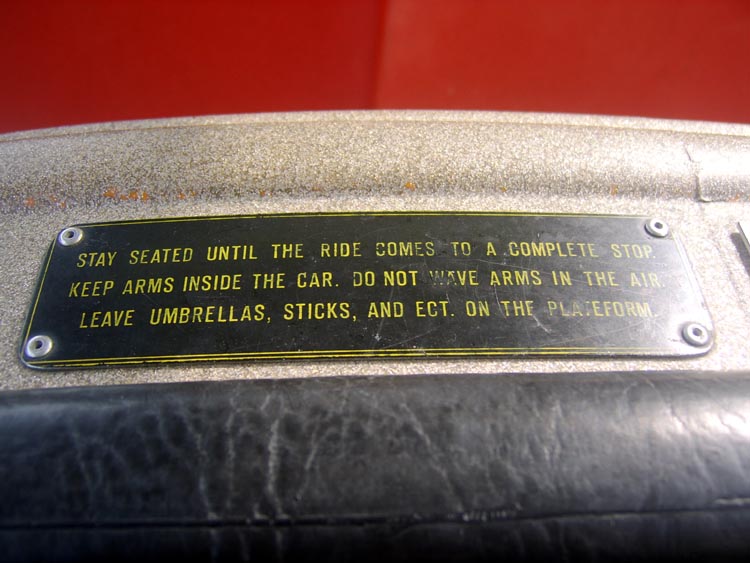 STAY SEATED UNTIL THE RIDE COMES TO A COMPLETE STOP.
KEEP ARMS INSIDE THE CAR. DO NOT WAVE ARMS IN THE AIR.
LEAVE UMBRELLAS, STICKS, AND ECT. ON THE PLATEFORM.